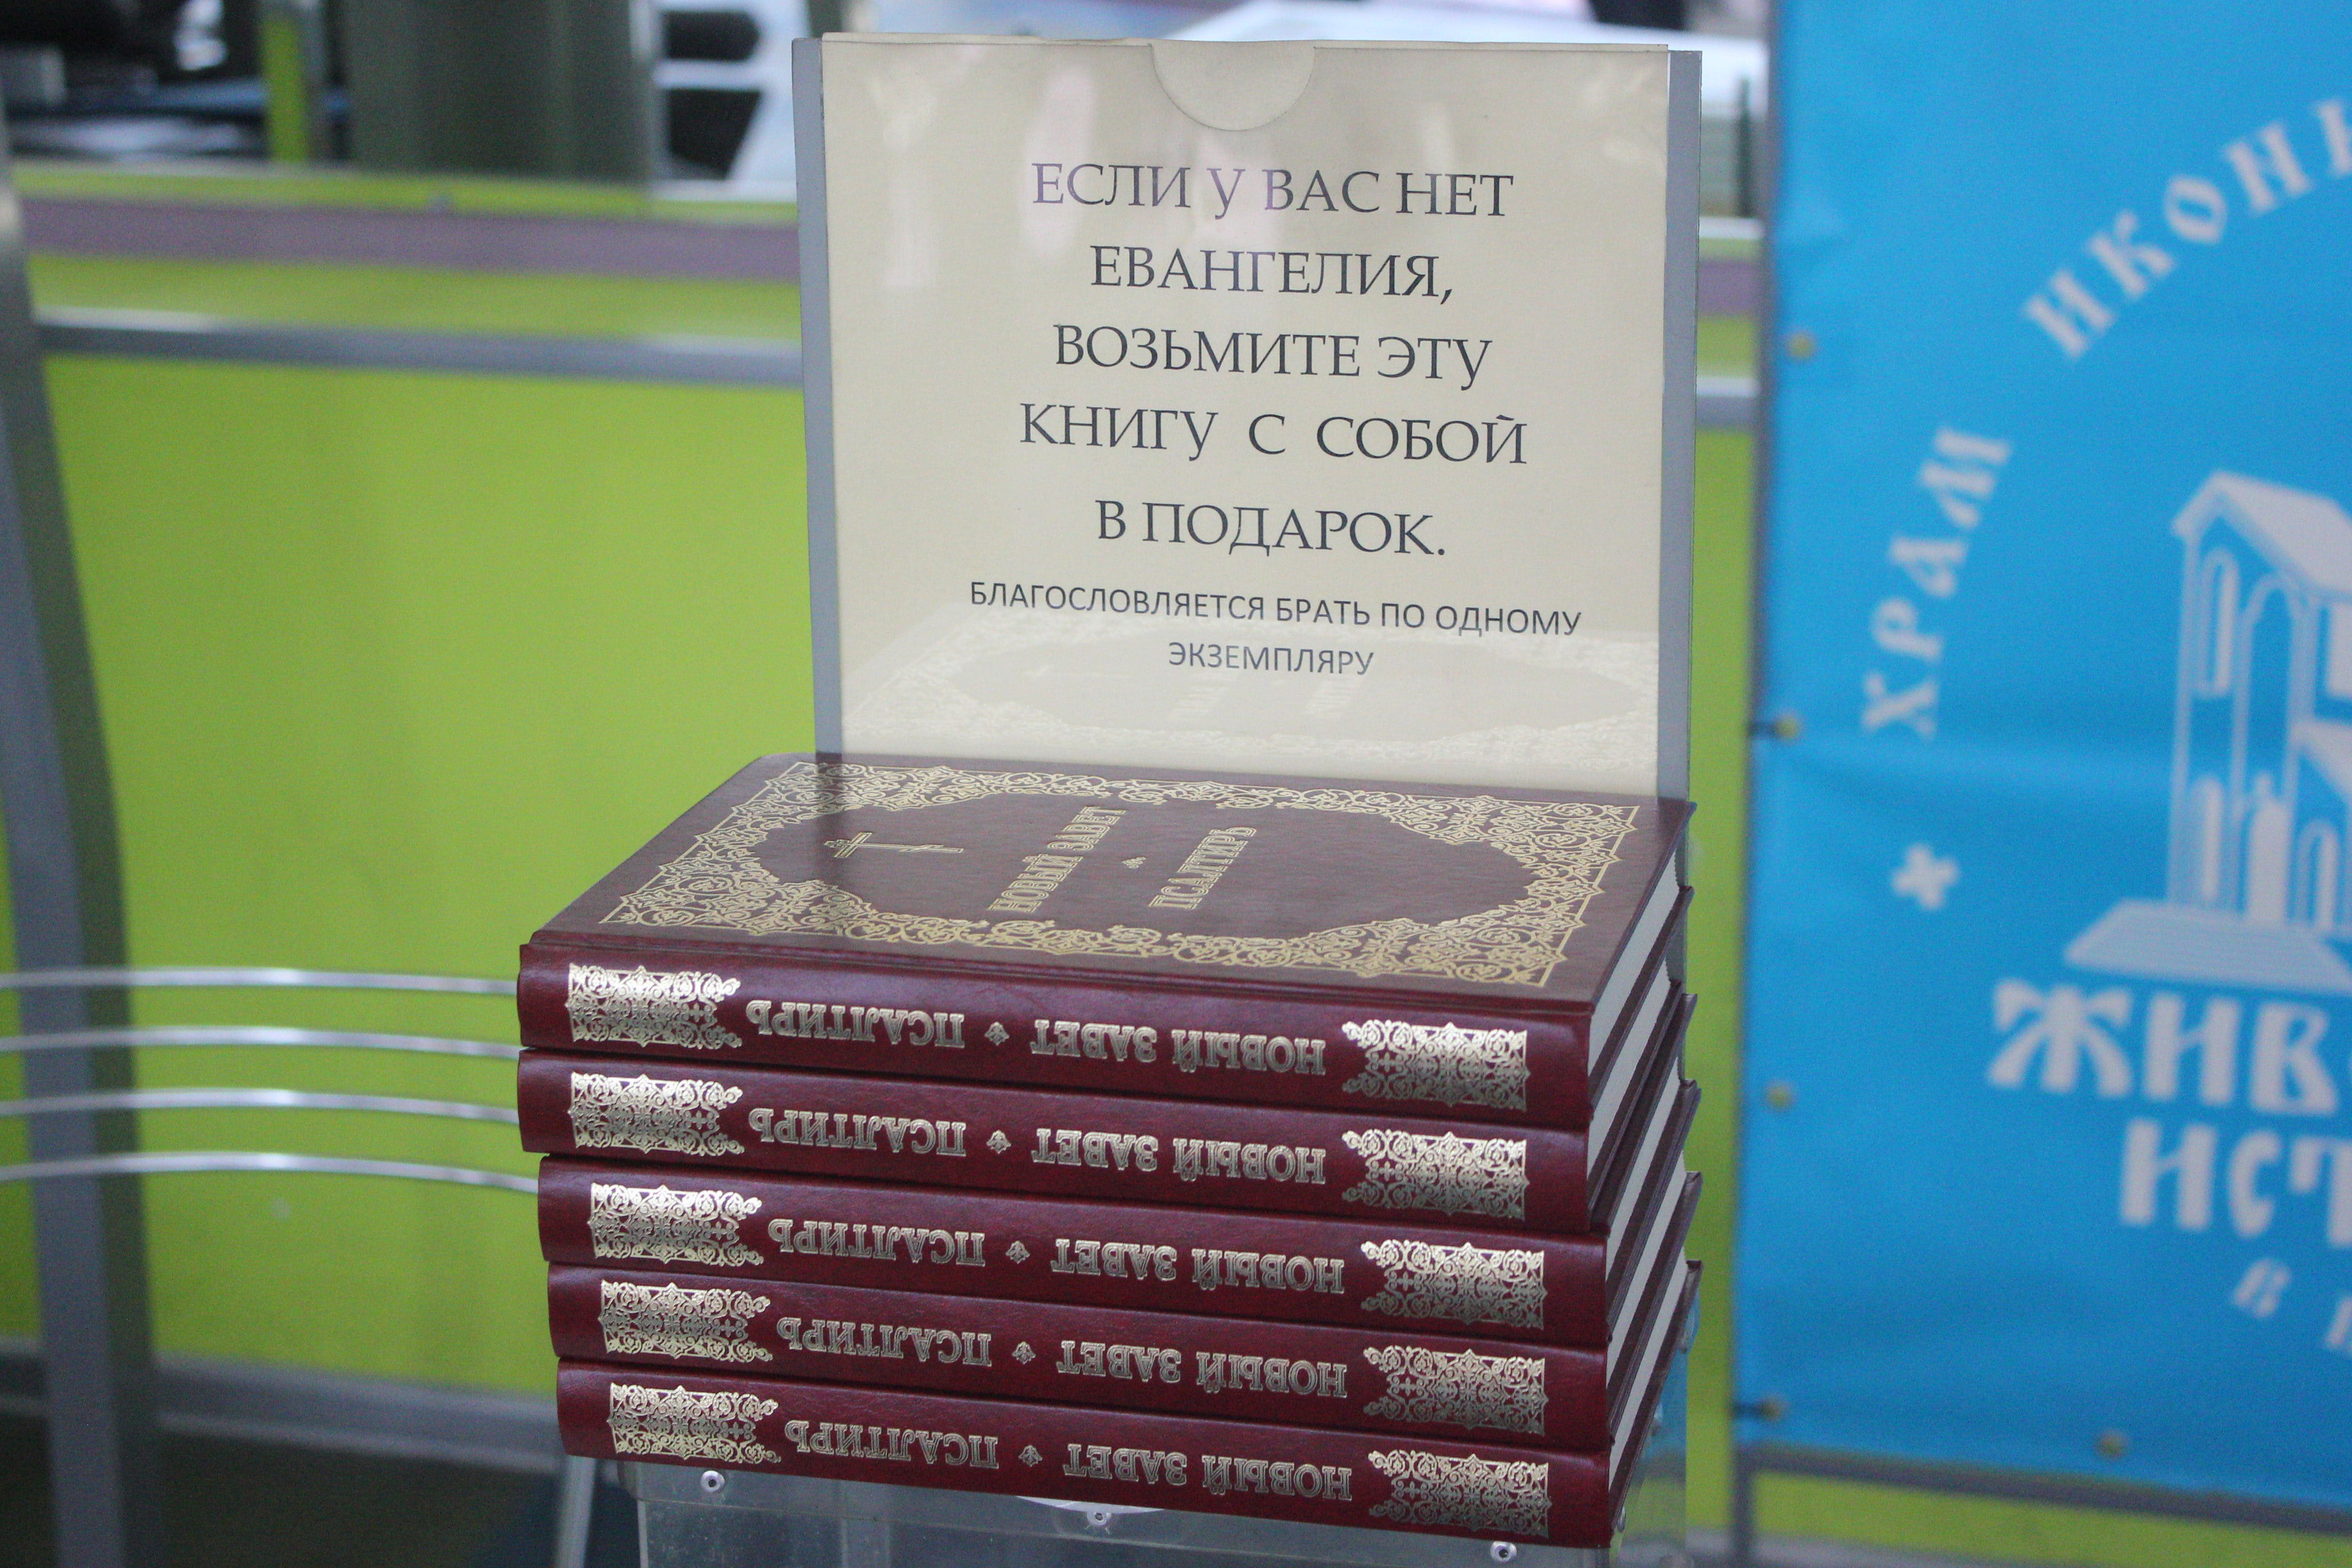 ЕСЛИ У ВАС НЕТ
ЕВАНГЕЛИЯ,
ВОЗЬМИТЕ ЭТУ
КНИГУ С СОБОЙ
В ПОДАРОК.
БЛАГОСЛОВЛЯЕТСЯ БРАТЬ ПО ОДНОМУ
ЭКЗЕМПЛЯРУ
НОВЫЙ ЗАВЕТ
ПСАЛТИРЬ
НОВЫЙ ЗАВЕТ ПСАЛТИРЬ
НОВЫЙ ЗАВЕТ ПСАЛТИРЬ
НОВЫЙ ЗАВЕТ ПСАЛТИРЬ
НОВЫЙ ЗАВЕТ ПСАЛТИРЬ
НОВЫЙ ЗАВЕТ ПСАЛТИРЬ
ХРАМ